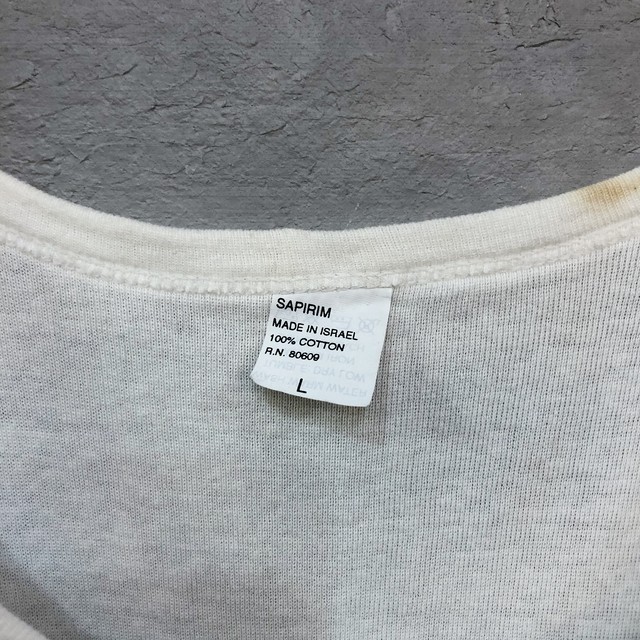 SAPIRIM
MADE IN ISRAEL
100% COTTON
R.N. 80609
L